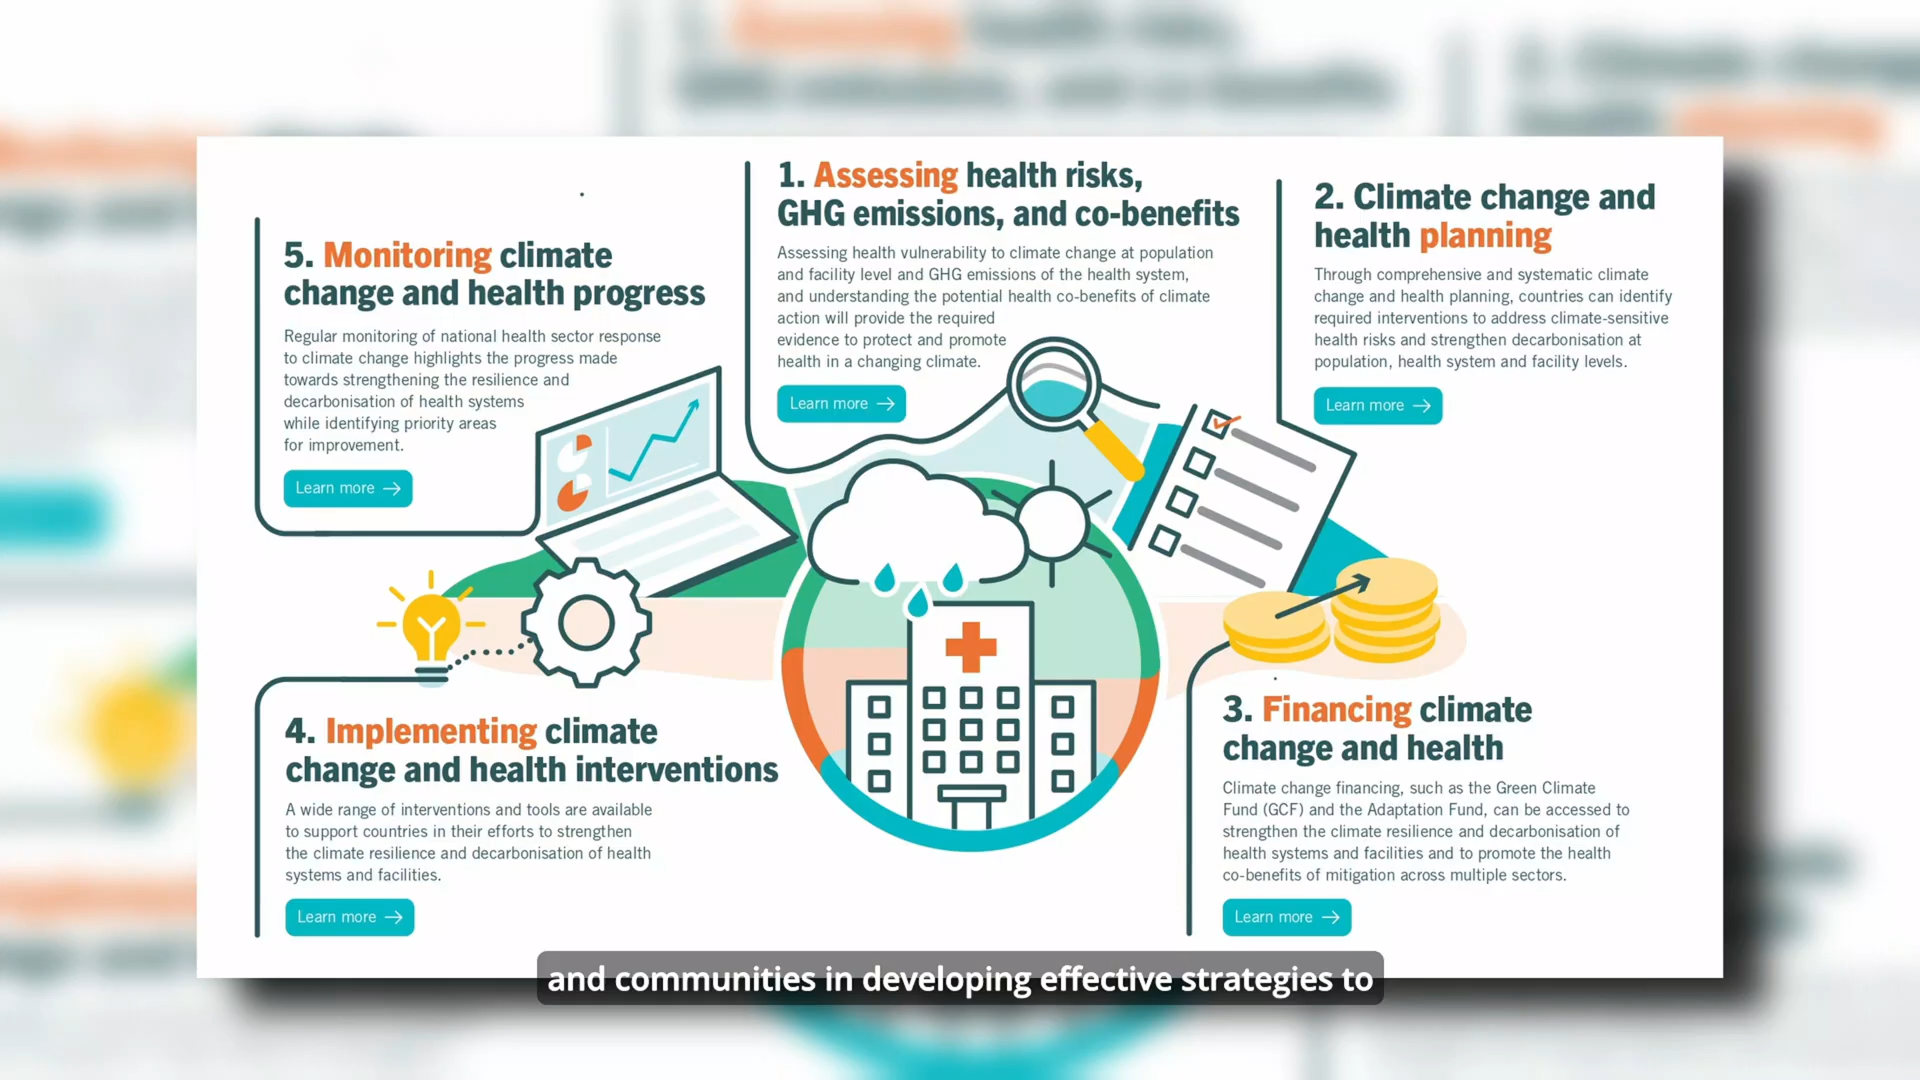 1. Assessing health risks,
GHG emissions, and co-benefits
Assessing health vulnerability to climate change at population
and facility level and GHG emissions of the health system,
and understanding the potential health co-benefits of climate
action will provide the required
evidence to protect and promote
health in a changing climate.
Learn more →
2. Climate change and
health planning
Through comprehensive and systematic climate
change and health planning, countries can identify
required interventions to address climate-sensitive
health risks and strengthen decarbonisation at
population, health system and facility levels.
Learn more →
3. Financing climate
change and health
Climate change financing, such as the Green Climate
Fund (GCF) and the Adaptation Fund, can be accessed to
strengthen the climate resilience and decarbonisation of
health systems and facilities and to promote the health
co-benefits of mitigation across multiple sectors.
Learn more →
4. Implementing climate
change and health interventions
A wide range of interventions and tools are available
to support countries in their efforts to strengthen
the climate resilience and decarbonisation of health
systems and facilities.
Learn more →
5. Monitoring climate
change and health progress
Regular monitoring of national health sector response
to climate change highlights the progress made
towards strengthening the resilience and
decarbonisation of health systems
while identifying priority areas
for improvement.
Learn more →
and communities in developing effective strategies to